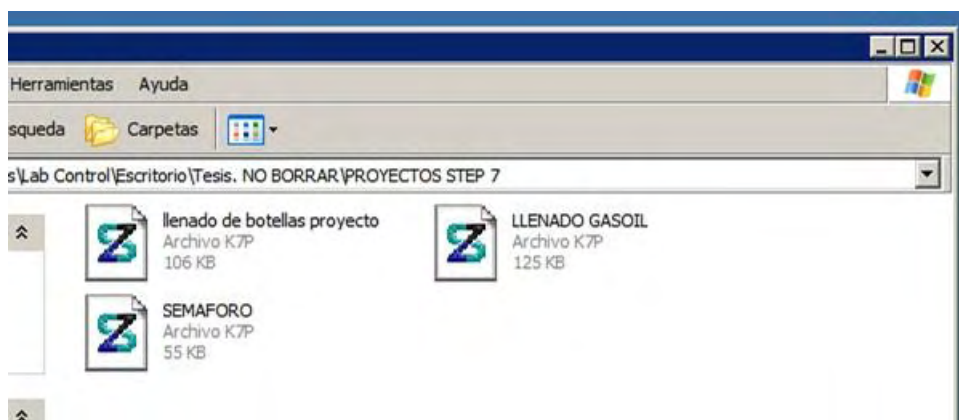 Herramientas Ayuda
squeda Carpetas
s\Lab Control\Escritorio\Tesis. NO BORRAR\PROYECTOS STEP 7
llenado de botellas proyecto
Archivo K7P
106 KB
LLENADO GASOIL
Archivo K7P
125 KB
SEMAFORO
Archivo K7P
55 KB